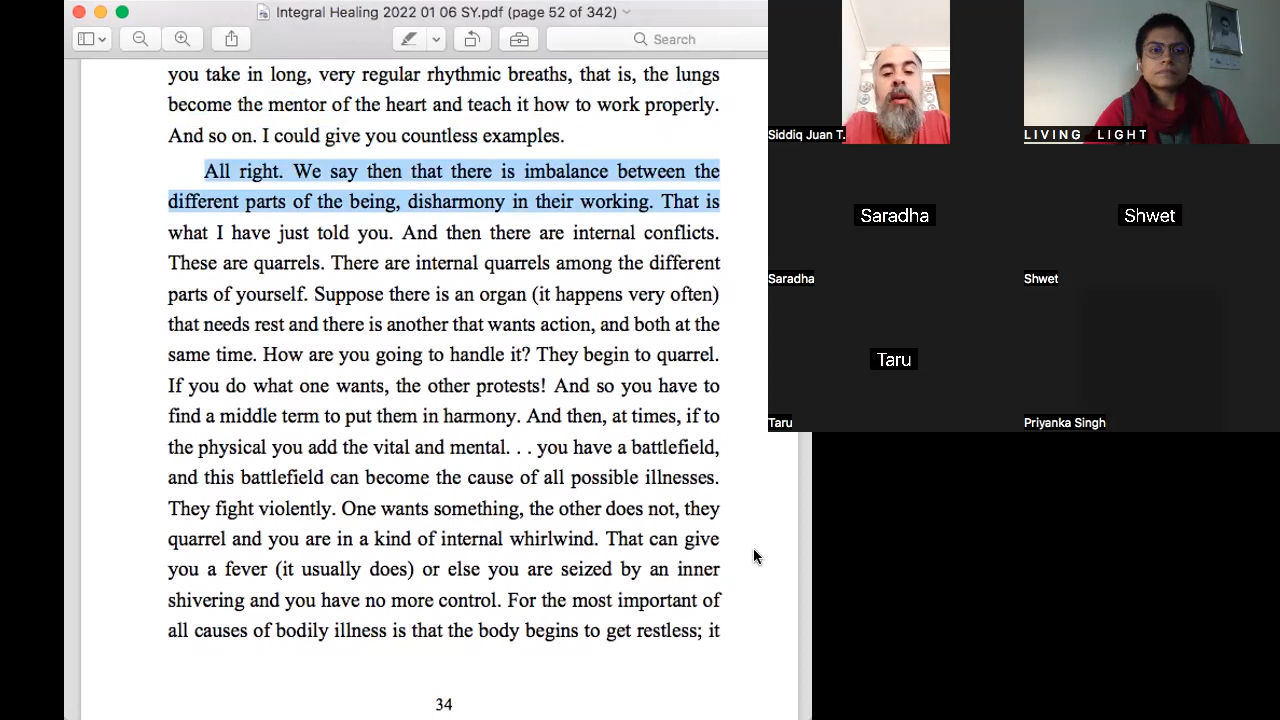 Integral Healing 2022 01 06 SY.pdf (page 52 of 342)
Search
you take in long, very regular rhythmic breaths, that is, the lungs
become the mentor of the heart and teach it how to work properly.
And so on. I could give you countless examples.
All right. We say then that there is imbalance between the
different parts of the being, disharmony in their working. That is
what I have just told you. And then there are internal conflicts.
These are quarrels. There are internal quarrels among the different
parts of yourself. Suppose there is an organ (it happens very often)
that needs rest and there is another that wants action, and both at the
same time. How are you going to handle it? They begin to quarrel.
If you do what one wants, the other protests! And so you have to
find a middle term to put them in harmony. And then, at times, if to
the physical you add the vital and mental. . . you have a battlefield,
and this battlefield can become the cause of all possible illnesses.
They fight violently. One wants something, the other does not, they
quarrel and you are in a kind of internal whirlwind. That can give
you a fever (it usually does) or else you are seized by an inner
shivering and you have no more control. For the most important of
all causes of bodily illness is that the body begins to get restless; it
34
Siddiq Juan T.
LIVING LIGHT
Saradha
Saradha
Shwet
Shwet
Taru
Taru
Priyanka Singh